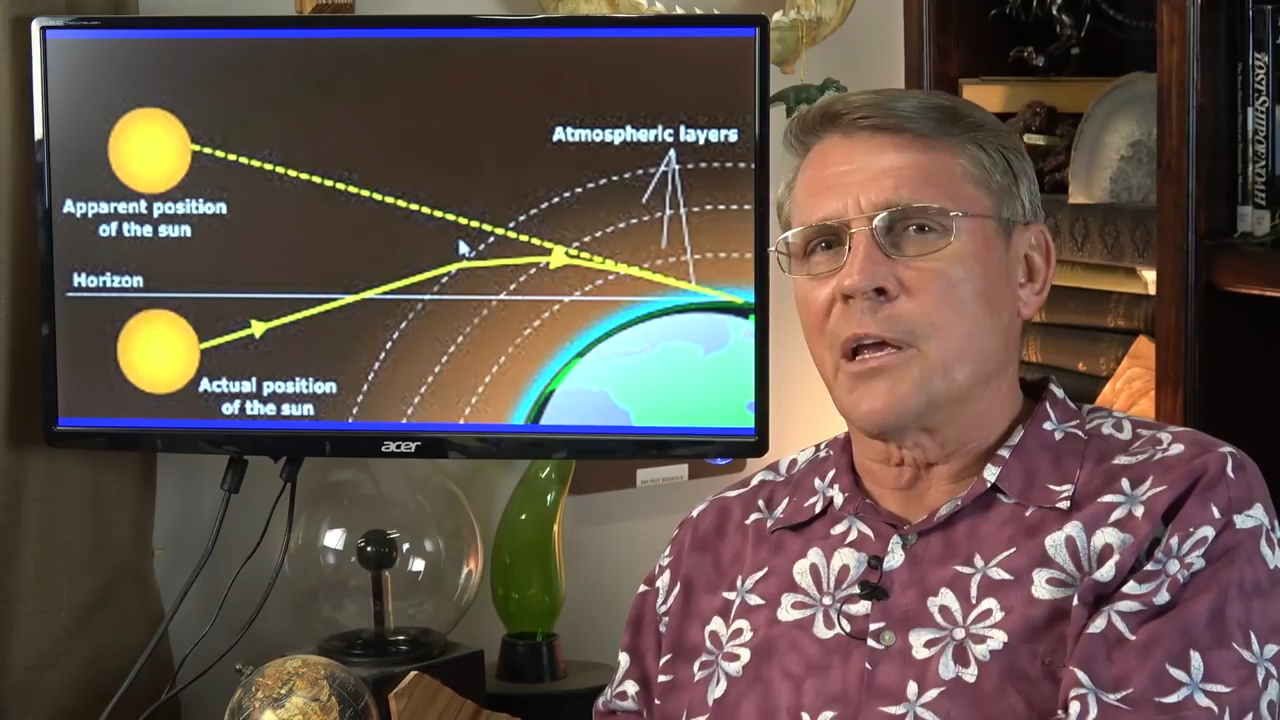 Atmospheric layers
Apparent position
of the sun
Horizon
Actual position
of the sun
acer